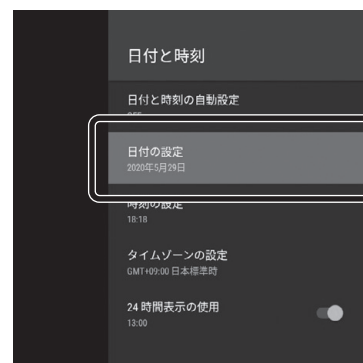 日付と時刻
日付と時刻の自動設定
OFF
日付の設定
2020年5月29日
時刻の設定
18:18
タイムゾーンの設定
GMT+09:00 日本標準時
24 時間表示の使用
13:00